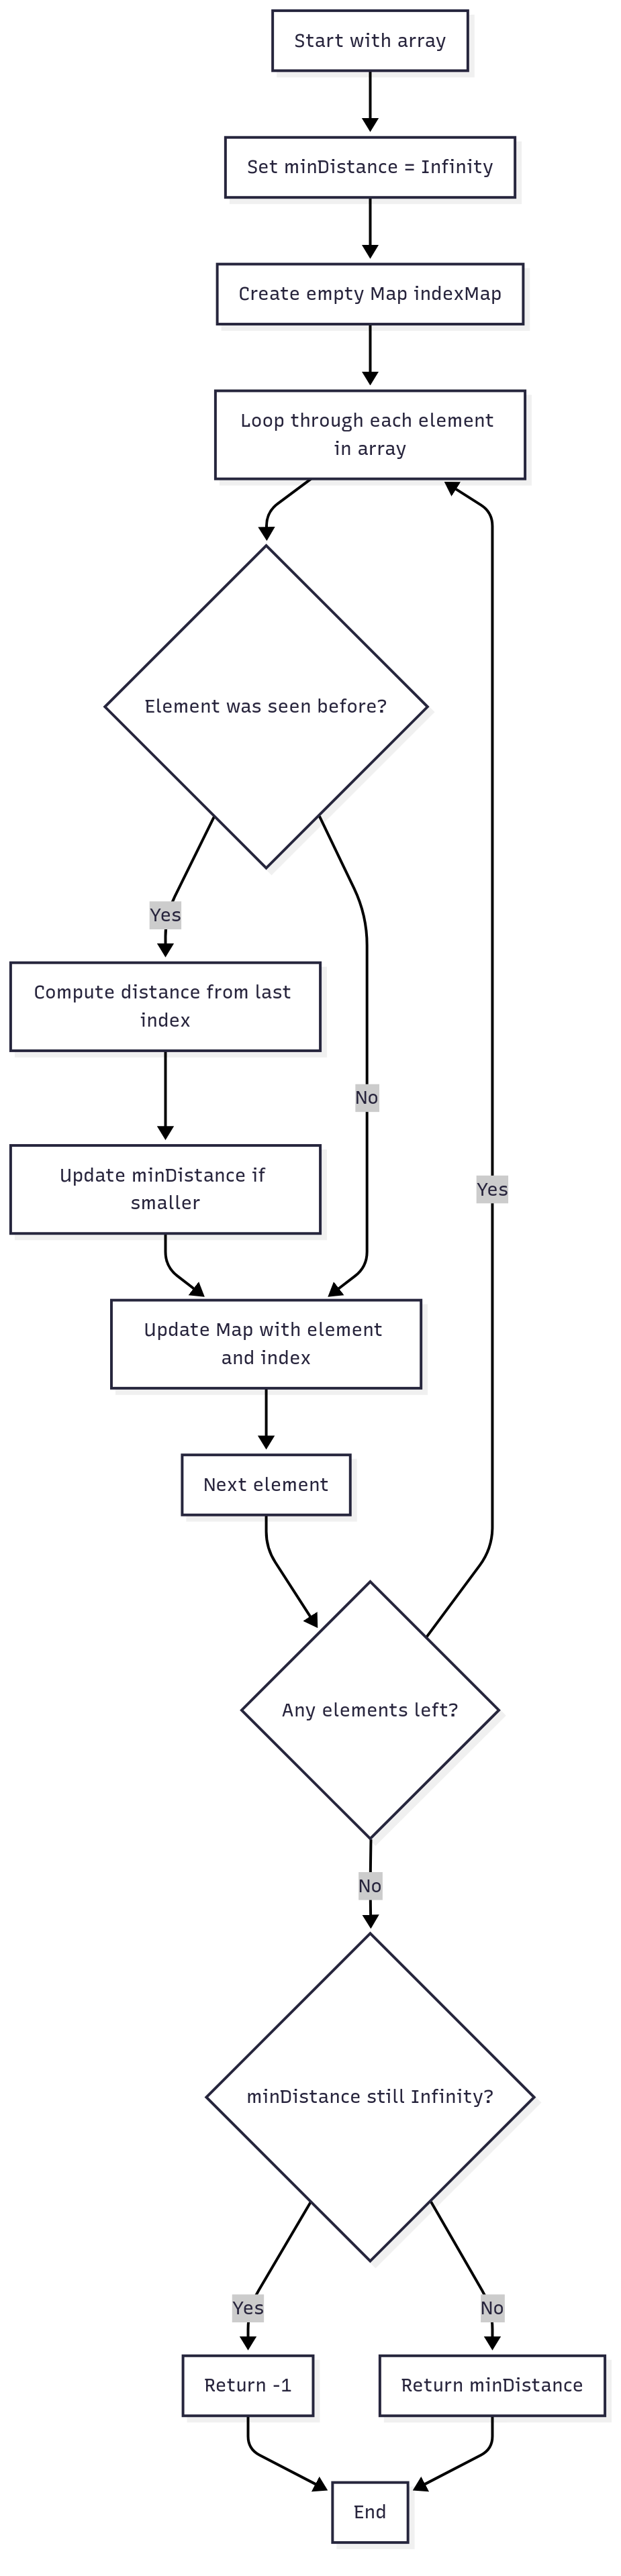 Start with array
Set minDistance = Infinity
Create empty Map indexMap
Loop through each element
in array
Element was seen before?
Yes
Compute distance from last
index
No
Update minDistance if
smaller
Yes
Update Map with element
and index
Next element
Any elements left?
No
minDistance still Infinity?
Yes
No
Return -1
Return minDistance
End